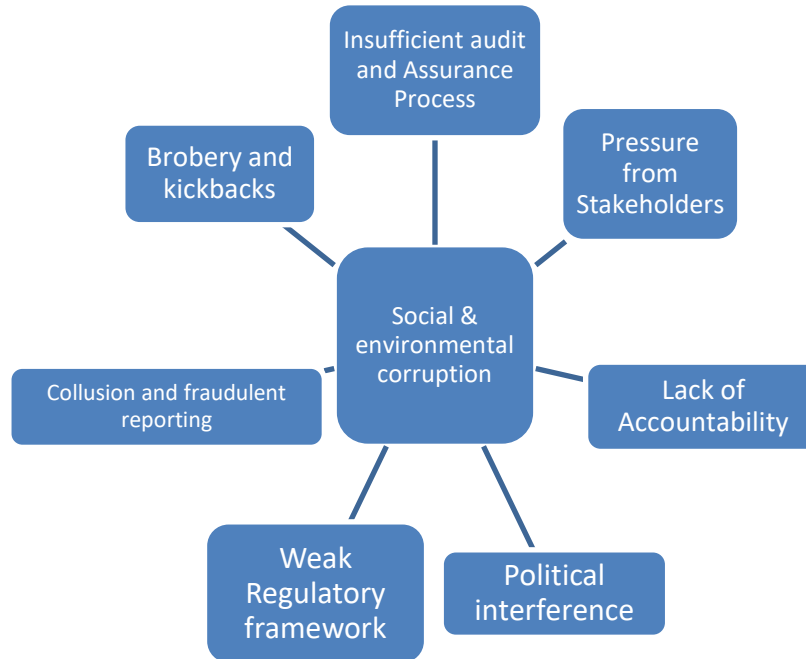 Insufficient audit
and Assurance
Process
Brobery and
kickbacks
Pressure
from
Stakeholders
Social &
environmental
corruption
Collusion and fraudulent
reporting
Lack of
Accountability
Weak
Regulatory
framework
Political
interference